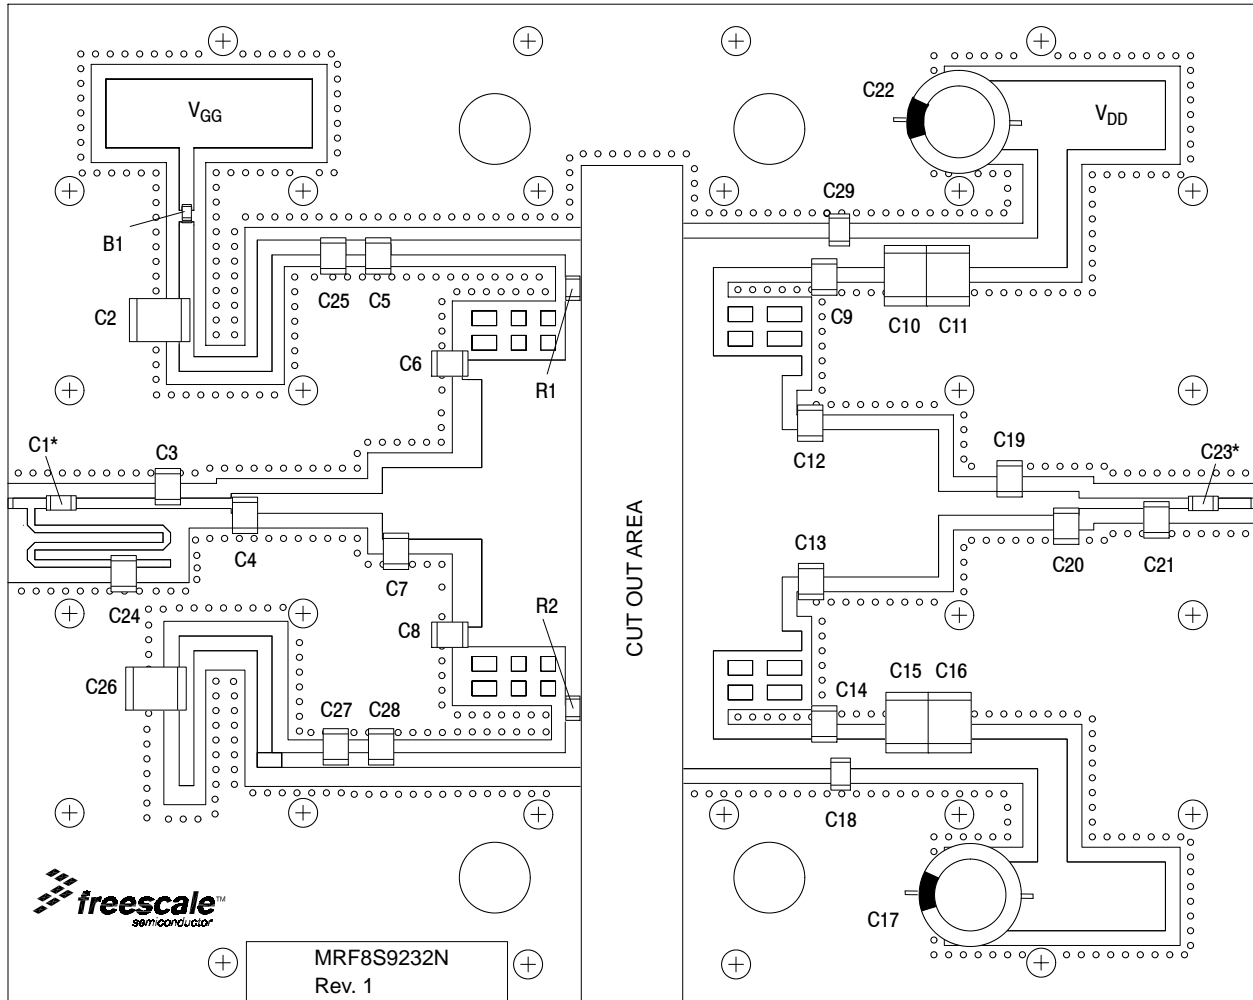 V_GG
C22
V_DD
C29
B1
C25 C5
C2
C9
C10 C11
C6
R1
C1*
C3
C12
C19
C23*
C4
C7
C13
C20
C21
C24
C8
R2
CUT OUT AREA
C26
C27 C28
C14
C15 C16
C18
C17
freescale™
semiconductor
MRF8S9232N
Rev. 1